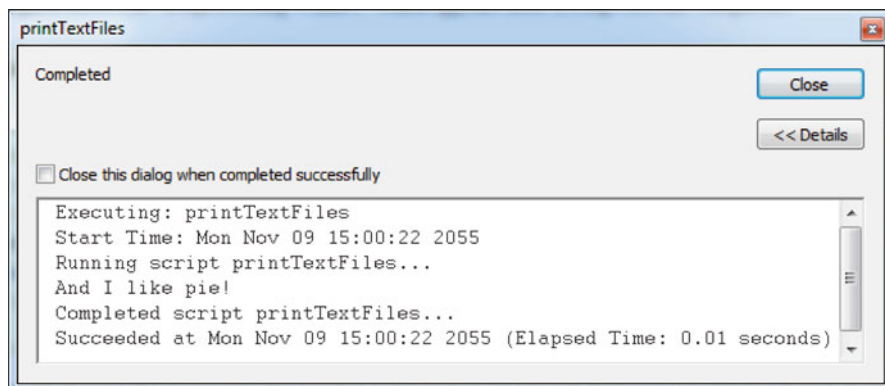 printTextFiles
Completed
Close
<< Details
Close this dialog when completed successfully
Executing: printTextFiles
Start Time: Mon Nov 09 15:00:22 2055
Running script printTextFiles...
And I like pie!
Completed script printTextFiles...
Succeeded at Mon Nov 09 15:00:22 2055 (Elapsed Time: 0.01 seconds)